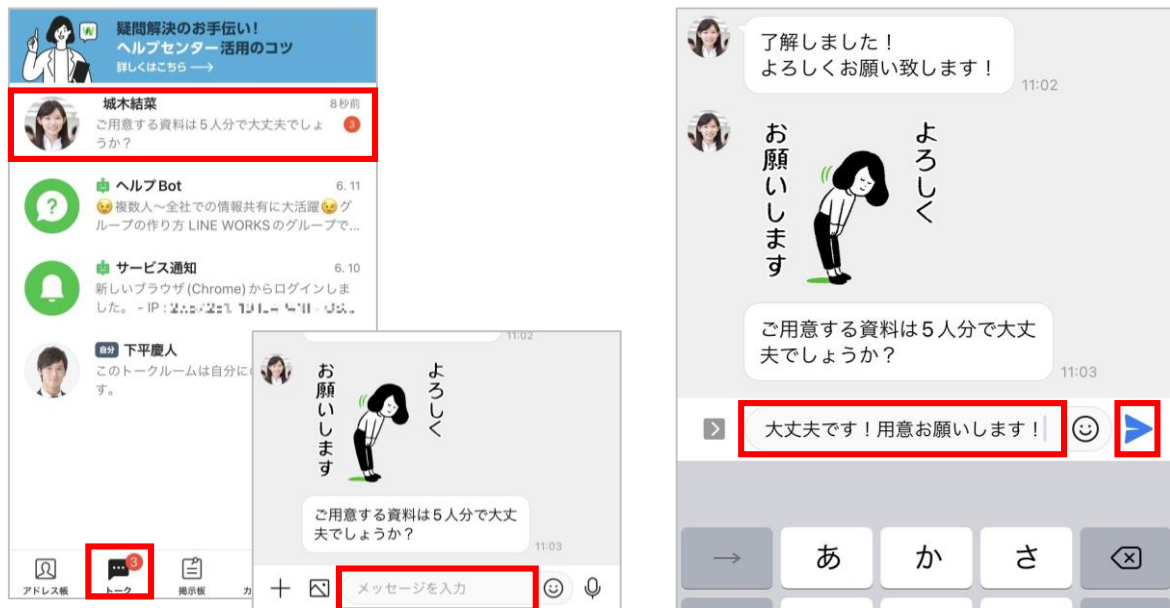 疑問解決のお手伝い!
ヘルプセンター活用のコツ
詳しくはこちら →
城木結菜
8秒前
ご用意する資料は5人分で大丈夫でしょ
うか?
3
ヘルプBot
6. 11
😉複数人~全社での情報共有に大活躍😉グ
ループの作り方 LINE WORKSのグループで...
サービス通知
6. 10
新しいブラウザ(Chrome)からログインしま
した。 - IP :
自分 下平慶人
このトークルームは自分に
す。
3
アドレス帳
トーク
掲示板
カ
11:02
よろしく
お願いします
ご用意する資料は5人分で大丈
夫でしょうか?
11:03
メッセージを入力
了解しました!
よろしくお願い致します!
11:02
よろしく
お願いします
ご用意する資料は5人分で大丈
夫でしょうか?
11:03
大丈夫です!用意お願いします!
→
あ
か
さ